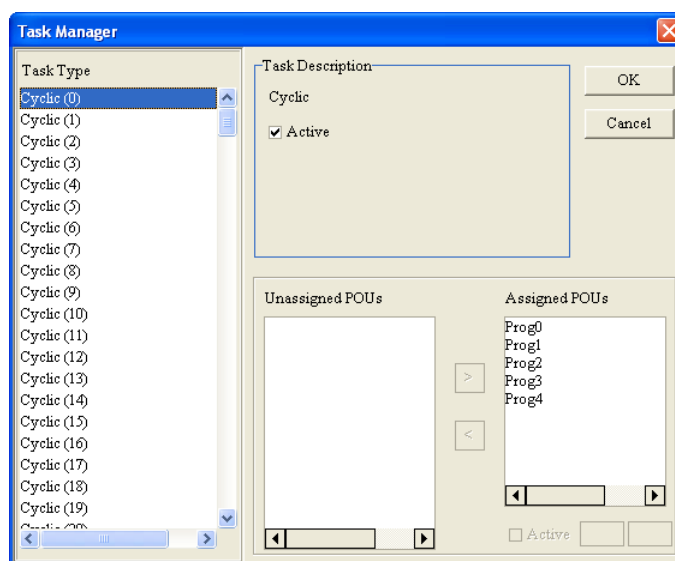 Task Manager
Task Type
Cyclic (0)
Cyclic (1)
Cyclic (2)
Cyclic (3)
Cyclic (4)
Cyclic (5)
Cyclic (6)
Cyclic (7)
Cyclic (8)
Cyclic (9)
Cyclic (10)
Cyclic (11)
Cyclic (12)
Cyclic (13)
Cyclic (14)
Cyclic (15)
Cyclic (16)
Cyclic (17)
Cyclic (18)
Cyclic (19)
Task Description
Cyclic
Active
OK
Cancel
Unassigned POUs
>
<
Assigned POUs
Prog0
Prog1
Prog2
Prog3
Prog4
Active